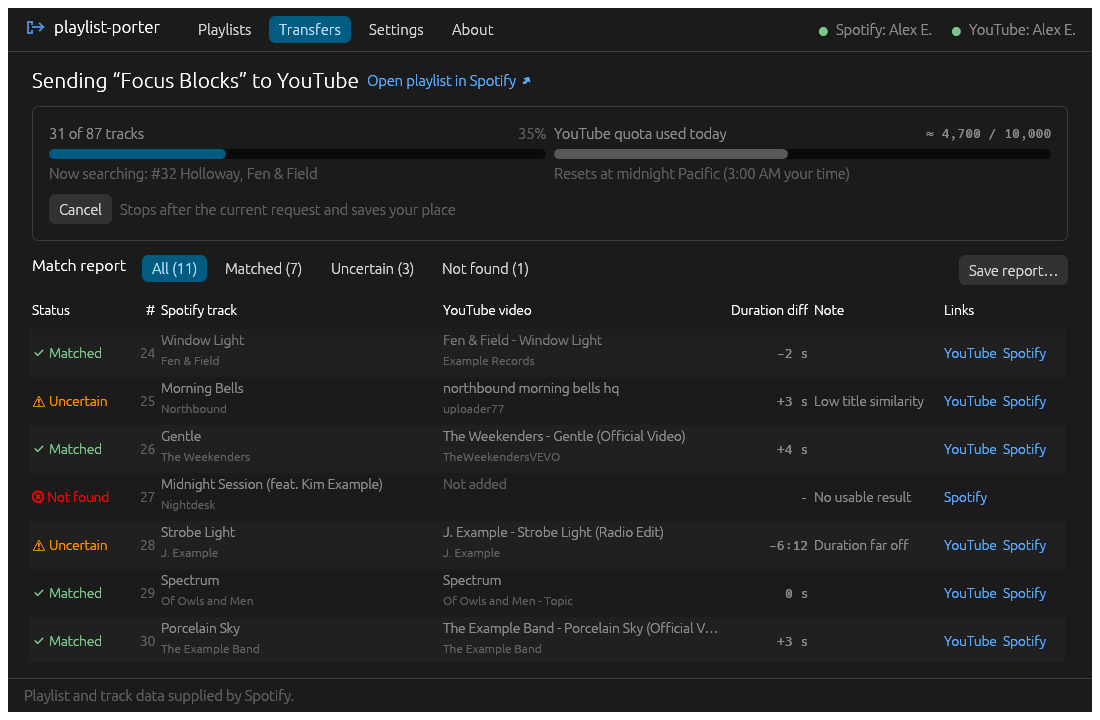 playlist-porter Playlists Transfers Settings About Spotify: Alex E. YouTube: Alex E.
Sending “Focus Blocks” to YouTube Open playlist in Spotify
31 of 87 tracks 35% YouTube quota used today ≈ 4,700 / 10,000
Now searching: #32 Holloway, Fen & Field Resets at midnight Pacific (3:00 AM your time)
Cancel Stops after the current request and saves your place
Match report All (11) Matched (7) Uncertain (3) Not found (1) Save report…
Status # Spotify track YouTube video Duration diff Note Links
Window Light Fen & Field - Window Light
Matched 24 -2 s YouTube Spotify
Fen & Field Example Records
Morning Bells northbound morning bells hq
Uncertain 25 +3 s Low title similarity YouTube Spotify
Northbound uploader77
Gentle The Weekenders - Gentle (Official Video)
Matched 26 +4 s YouTube Spotify
The Weekenders TheWeekendersVEVO
Midnight Session (feat. Kim Example) Not added
Not found 27 - No usable result Spotify
Nightdesk
Strobe Light J. Example - Strobe Light (Radio Edit)
Uncertain 28 -6:12 Duration far off YouTube Spotify
J. Example J. Example
Spectrum Spectrum
Matched 29 0 s YouTube Spotify
Of Owls and Men Of Owls and Men - Topic
Porcelain Sky The Example Band - Porcelain Sky (Official V…
Matched 30 +3 s YouTube Spotify
The Example Band The Example Band
Playlist and track data supplied by Spotify.